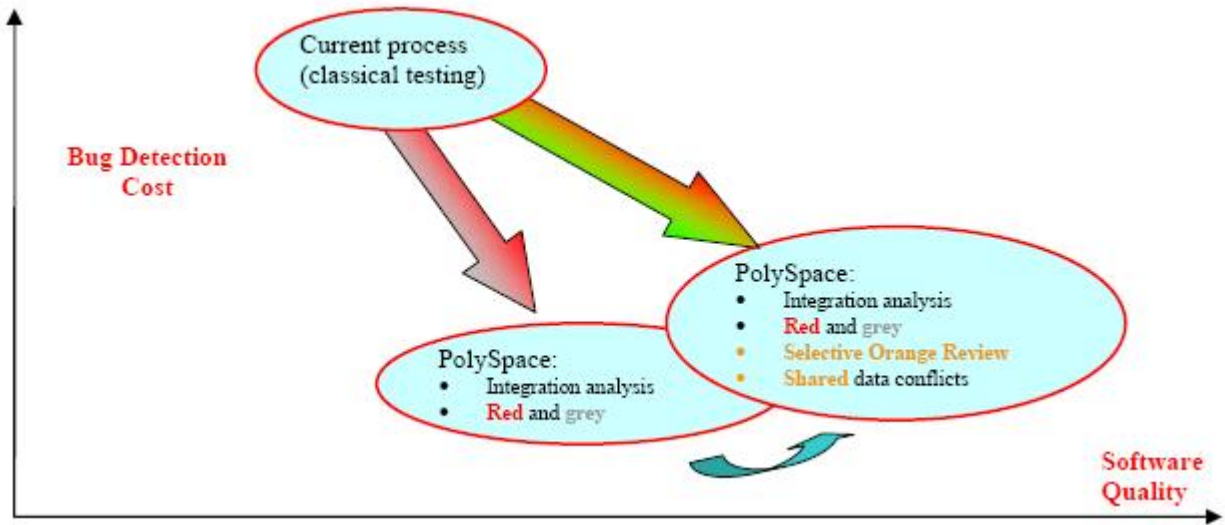 Current process
(classical testing)
Bug Detection
Cost
PolySpace:
• Integration analysis
• Red and grey
• Selective Orange Review
• Shared data conflicts
PolySpace:
• Integration analysis
• Red and grey
Software
Quality